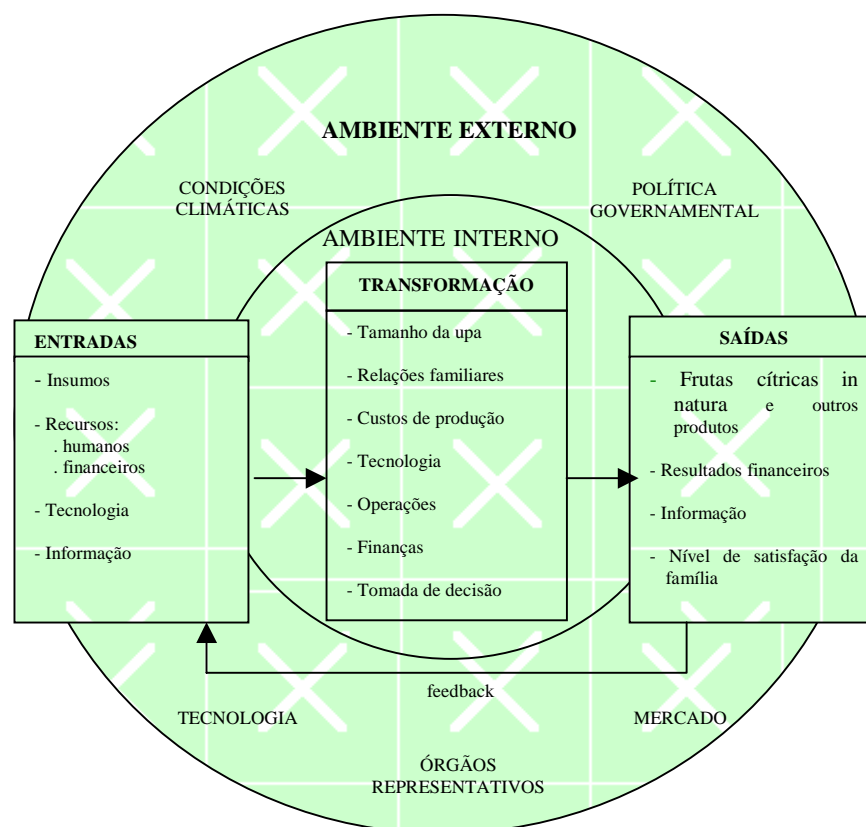 AMBIENTE EXTERNO
CONDIÇÕES
CLIMÁTICAS
POLÍTICA
GOVERNAMENTAL
AMBIENTE INTERNO
ENTRADAS
- Insumos
- Recursos:
. humanos
. financeiros
- Tecnologia
- Informação
TRANSFORMAÇÃO
- Tamanho da upa
- Relações familiares
- Custos de produção
- Tecnologia
- Operações
- Finanças
- Tomada de decisão
SAÍDAS
- Frutas cítricas in
natura e outros
produtos
- Resultados financeiros
- Informação
- Nível de satisfação da
família
feedback
TECNOLOGIA
MERCADO
ÓRGÃOS
REPRESENTATIVOS